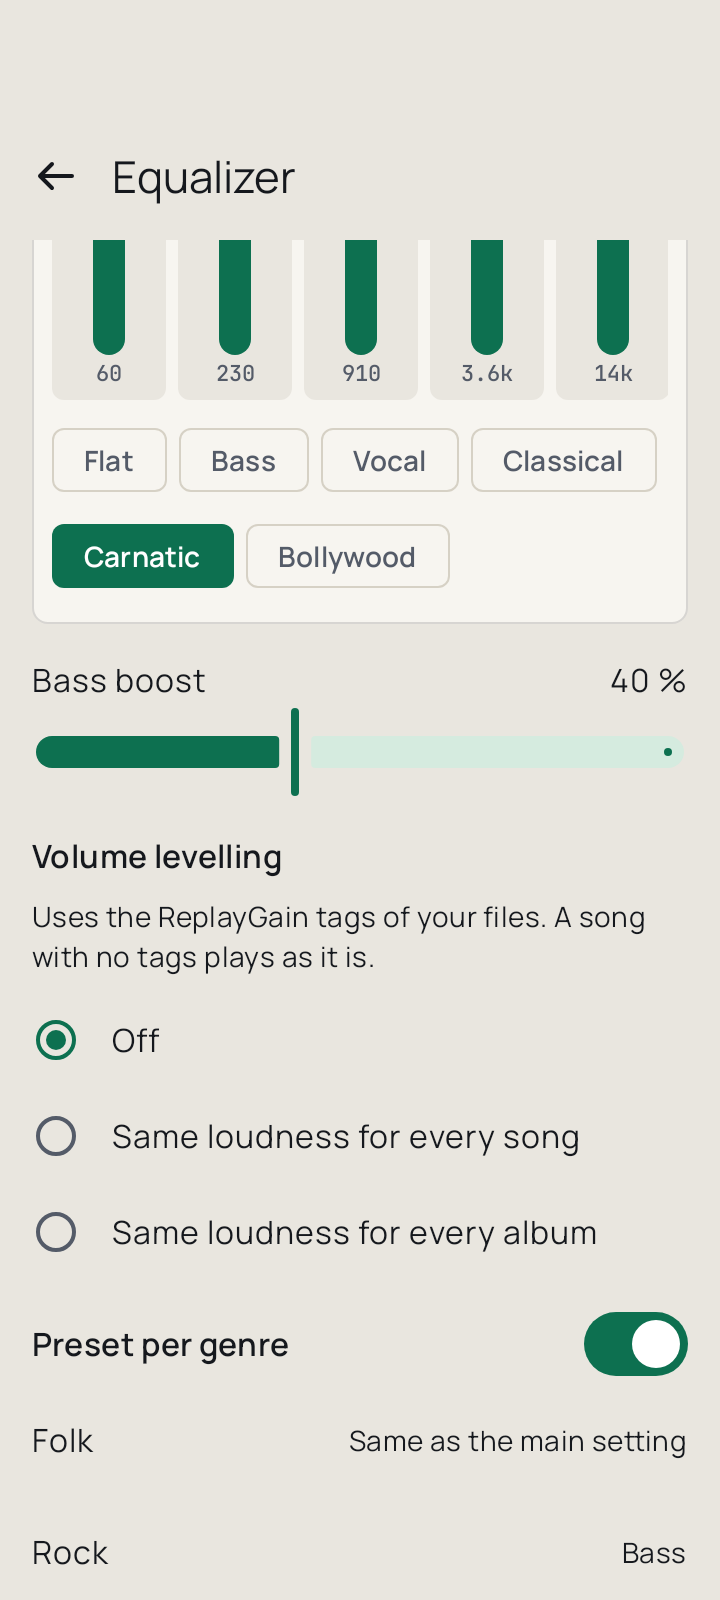 Equalizer
60 230 910 3.6k 14k
Flat Bass Vocal Classical
Carnatic Bollywood
Bass boost 40 %
Volume levelling
Uses the ReplayGain tags of your files. A song
with no tags plays as it is.
Off
Same loudness for every song
Same loudness for every album
Preset per genre
Folk Same as the main setting
Rock Bass